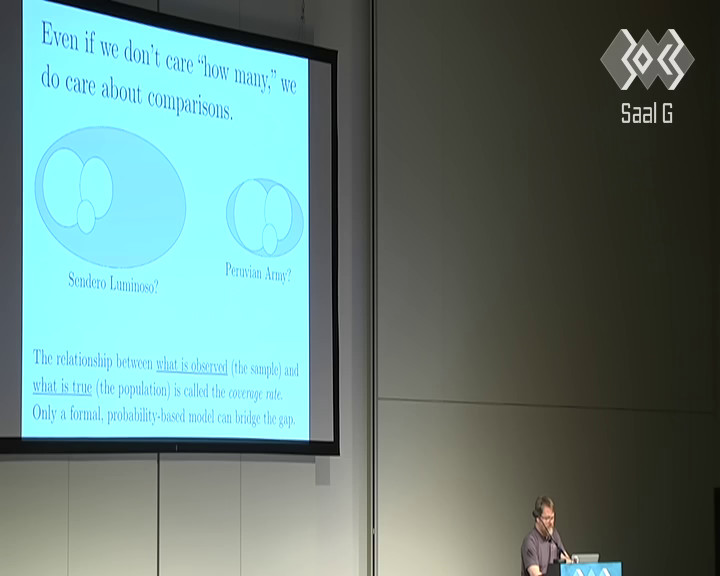 Even if we don't care “how many,” we
do care about comparisons.
Sendero Luminoso?
Peruvian Army?
The relationship between what is observed (the sample) and
what is true (the population) is called the coverage rate.
Only a formal, probability-based model can bridge the gap.
Saal G